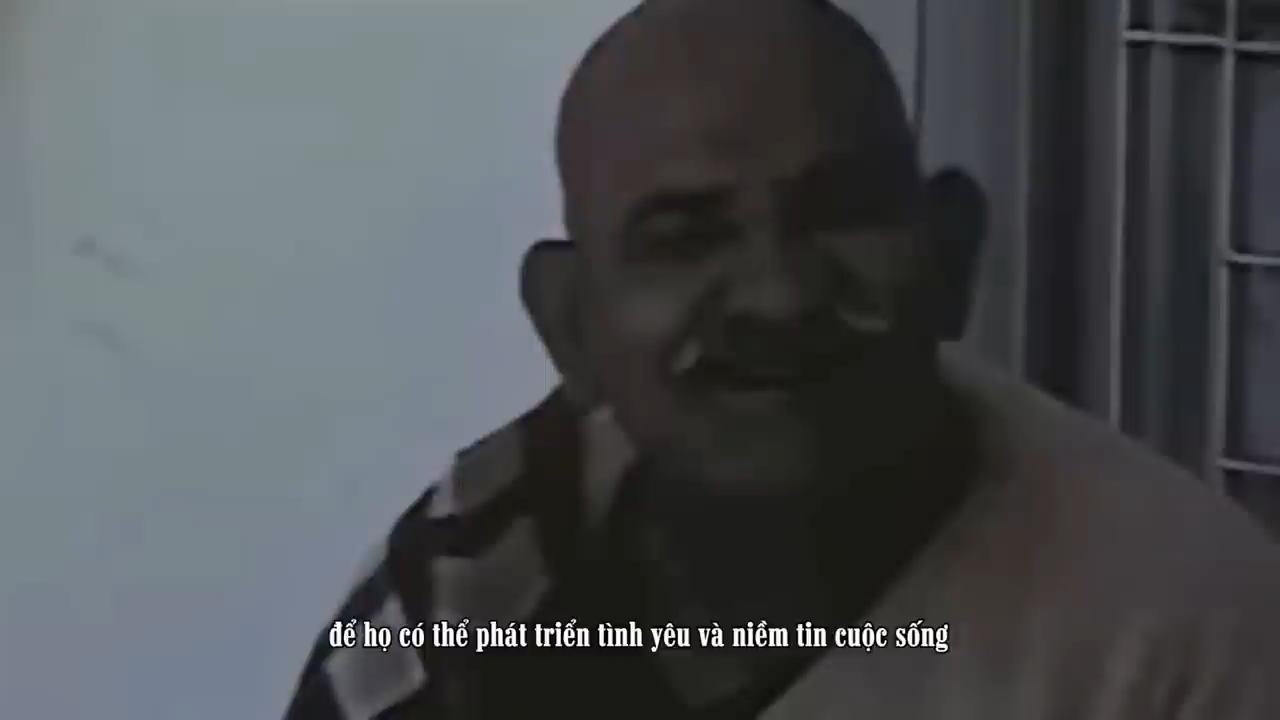 để họ có thể phát triển tình yêu và niềm tin cuộc sống